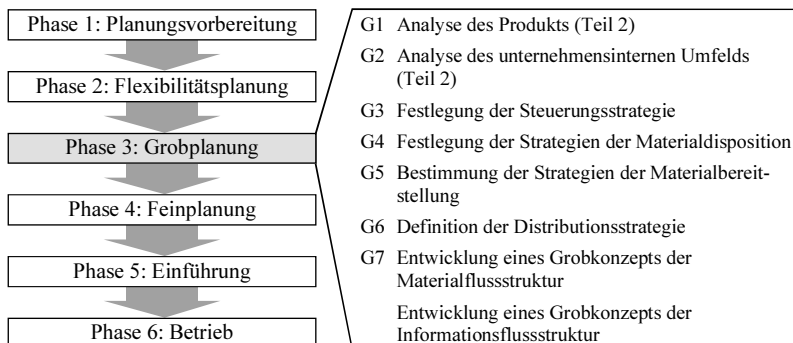 Phase 1: Planungsvorbereitung
Phase 2: Flexibilitätsplanung
Phase 3: Grobplanung
Phase 4: Feinplanung
Phase 5: Einführung
Phase 6: Betrieb
G1 Analyse des Produkts (Teil 2)
G2 Analyse des unternehmensinternen Umfelds
(Teil 2)
G3 Festlegung der Steuerungsstrategie
G4 Festlegung der Strategien der Materialdisposition
G5 Bestimmung der Strategien der Materialbereit-
stellung
G6 Definition der Distributionsstrategie
G7 Entwicklung eines Grobkonzepts der
Materialflussstruktur
Entwicklung eines Grobkonzepts der
Informationsflussstruktur